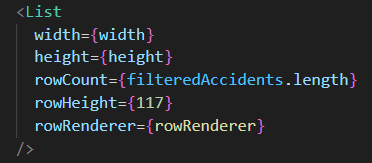 <List
width={width}
height={height}
rowCount={filteredAccidents.length}
rowHeight={117}
rowRenderer={rowRenderer}
/>